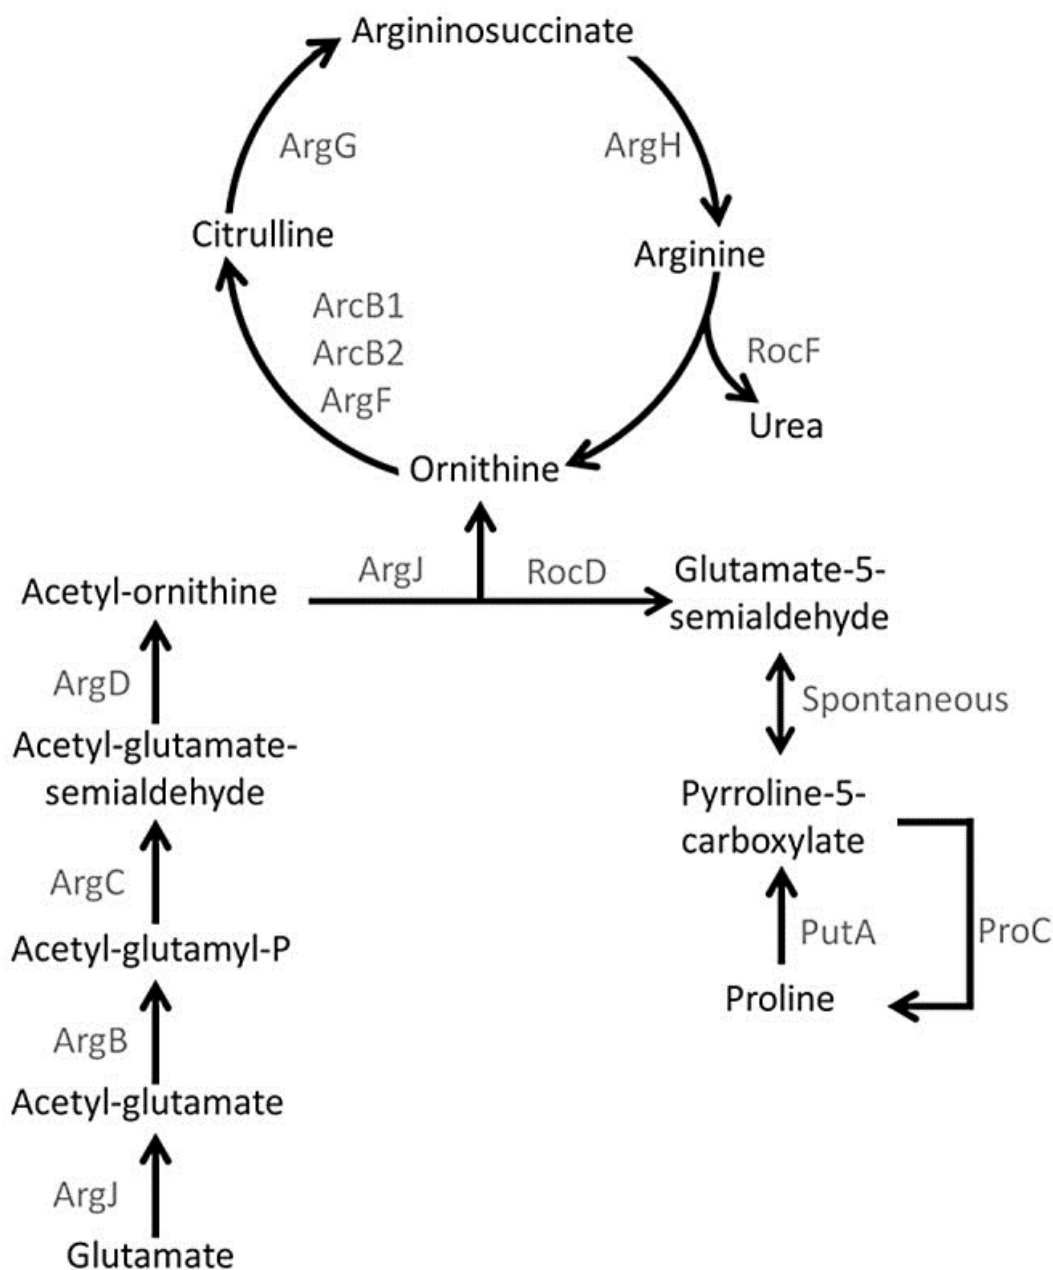 Argininosuccinate
ArgG
ArgH
Citrulline
Arginine
ArcB1
ArcB2
ArgF
RocF
Urea
Ornithine
Acetyl-ornithine
ArgJ
RocD
Glutamate-5-
semialdehyde
ArgD
Spontaneous
Acetyl-glutamate-
semialdehyde
Pyrroline-5-
carboxylate
ArgC
PutA
ProC
Acetyl-glutamyl-P
Proline
ArgB
Acetyl-glutamate
ArgJ
Glutamate